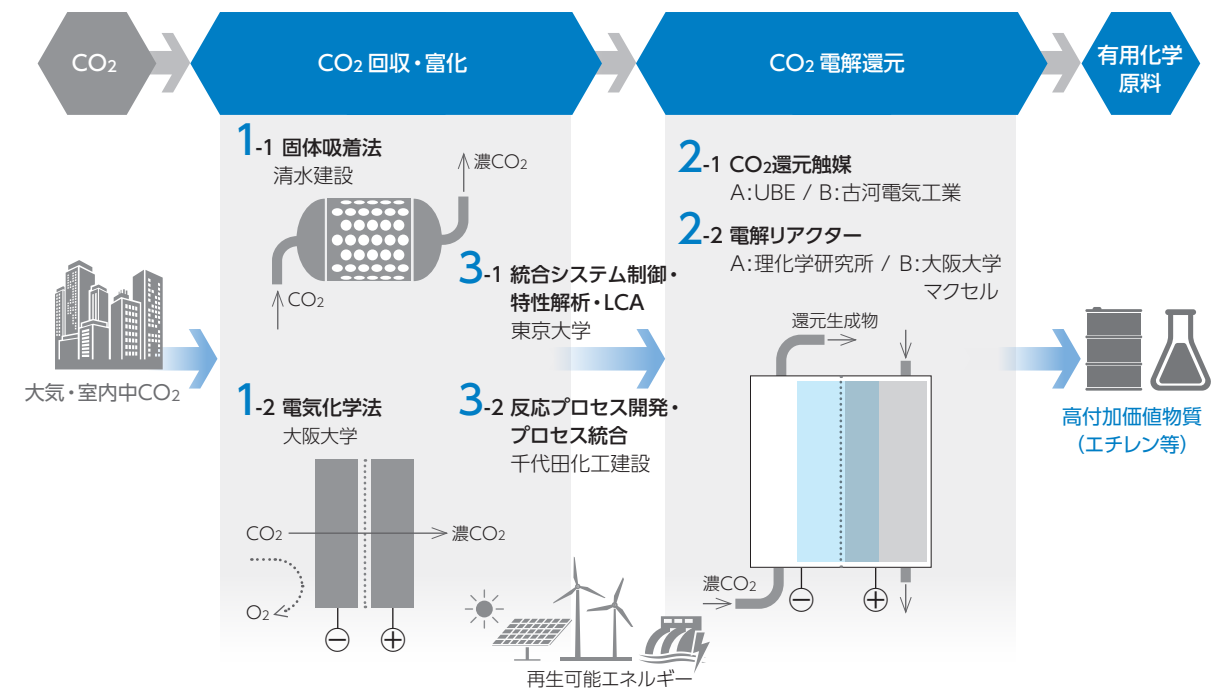 CO2
CO2 回収・富化
CO2 電解還元
有用化学
原料
1-1 固体吸着法
清水建設
濃CO2
CO2
大気・室内中CO2
1-2 電気化学法
大阪大学
CO2
濃CO2
O2
⊖
⊕
3-1 統合システム制御・
特性解析・LCA
東京大学
3-2 反応プロセス開発・
プロセス統合
千代田化工建設
再生可能エネルギー
2-1 CO2還元触媒
A:UBE / B:古河電気工業
2-2 電解リアクター
A:理化学研究所 / B:大阪大学
マクセル
還元生成物
濃CO2
⊖
⊕
高付加価値物質
（エチレン等）